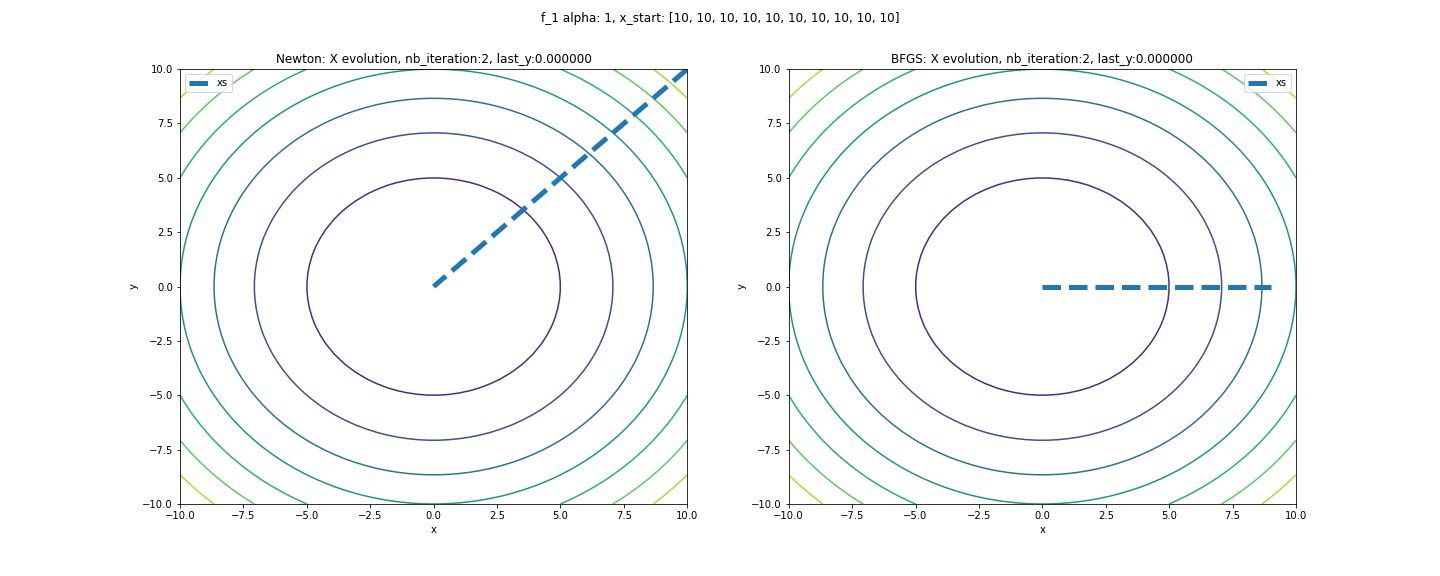 f_1 alpha: 1, x_start: [10, 10, 10, 10, 10, 10, 10, 10, 10, 10]
Newton: X evolution, nb_iteration:2, last_y:0.000000
xs
10.0
7.5
5.0
2.5
0.0
−2.5
−5.0
−7.5
−10.0
y
−10.0 −7.5 −5.0 −2.5 0.0 2.5 5.0 7.5 10.0
x
BFGS: X evolution, nb_iteration:2, last_y:0.000000
xs
10.0
7.5
5.0
2.5
0.0
−2.5
−5.0
−7.5
−10.0
y
−10.0 −7.5 −5.0 −2.5 0.0 2.5 5.0 7.5 10.0
x